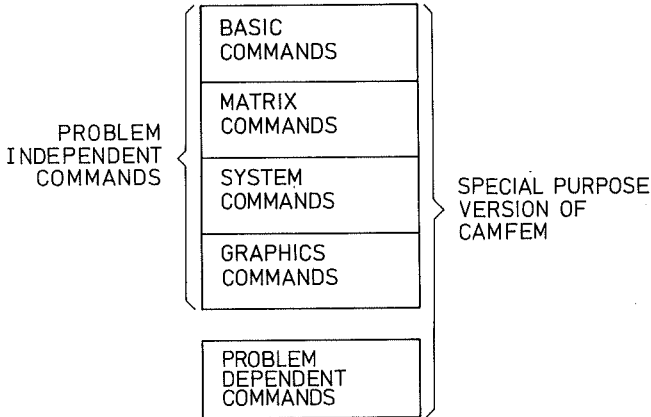 BASIC
COMMANDS
MATRIX
COMMANDS
PROBLEM
INDEPENDENT
COMMANDS
SYSTEM
COMMANDS
SPECIAL PURPOSE
VERSION OF
CAMFEM
GRAPHICS
COMMANDS
PROBLEM
DEPENDENT
COMMANDS